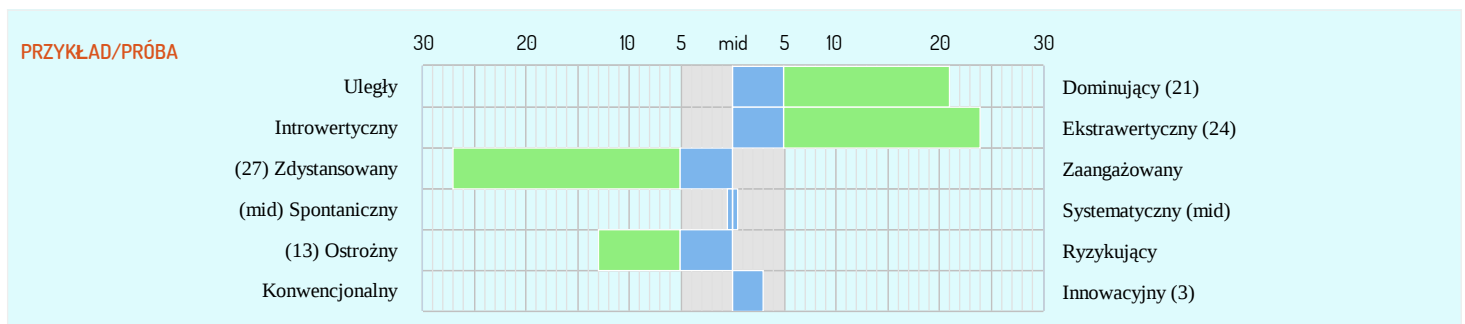 PRZYKŁAD/PRÓBA
30 20 10 5 mid 5 10 20 30
Uległy Dominujący (21)
Introwertyczny Ekstrawertyczny (24)
(27) Zdystansowany Zaangażowany
(mid) Spontaniczny Systematyczny (mid)
(13) Ostrożny Ryzykujący
Konwencjonalny Innowacyjny (3)